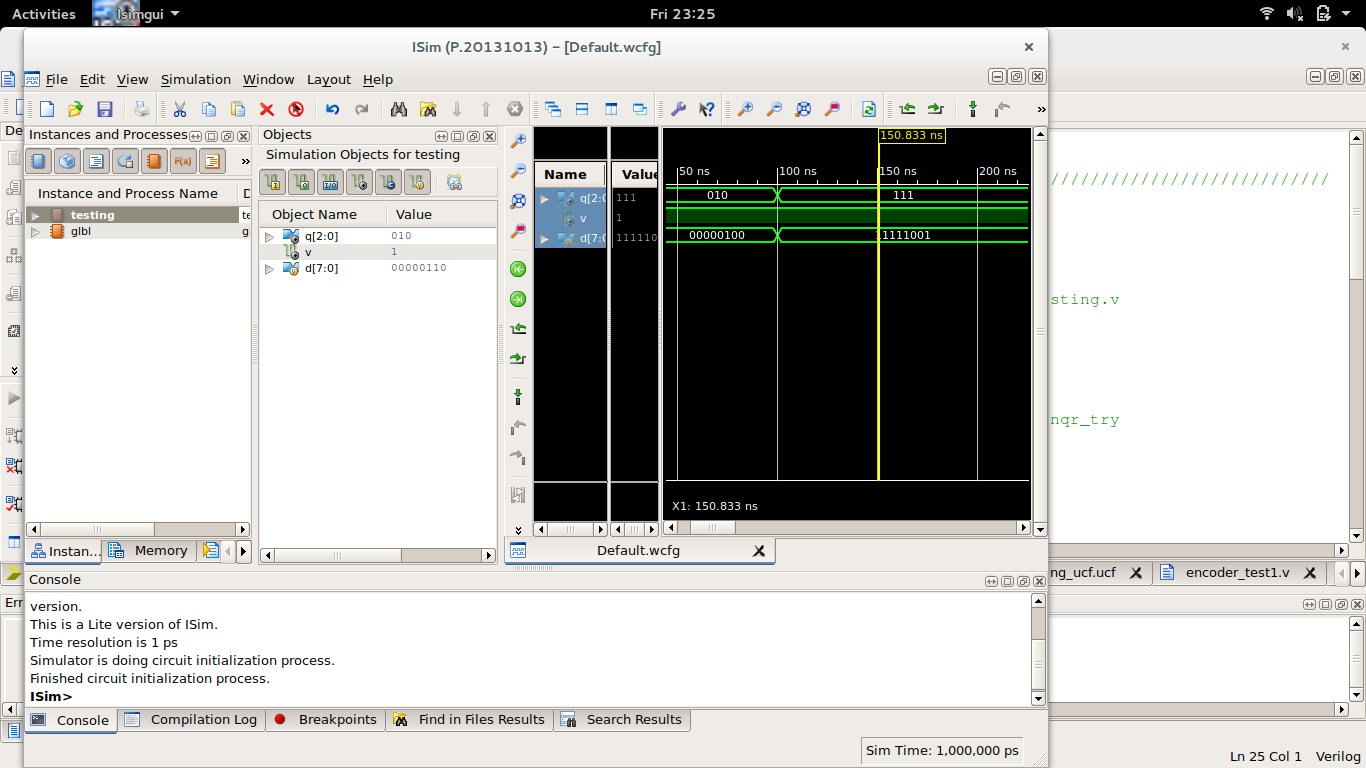 Activities Isimgui Fri 23:25
ISim (P.20131013) – [Default.wcfg]
File Edit View Simulation Window Layout Help
Instances and Processes
Objects
Simulation Objects for testing
Instance and Process Name D
testing te
glbl g
Object Name Value
q[2:0] 010
v 1
d[7:0] 00000110
Name Value
q[2:0 111
v 1
d[7:0 111110
150.833 ns
50 ns 100 ns 150 ns 200 ns
010 111
00000100 11111001
X1: 150.833 ns
Instan... Memory
Default.wcfg
Console
version.
This is a Lite version of ISim.
Time resolution is 1 ps
Simulator is doing circuit initialization process.
Finished circuit initialization process.
ISim>
Console Compilation Log Breakpoints Find in Files Results Search Results
Sim Time: 1,000,000 ps
De
////////////////////////////
sting.v
nqr_try
ng_ucf.ucf encoder_test1.v
Err
Ln 25 Col 1 Verilog